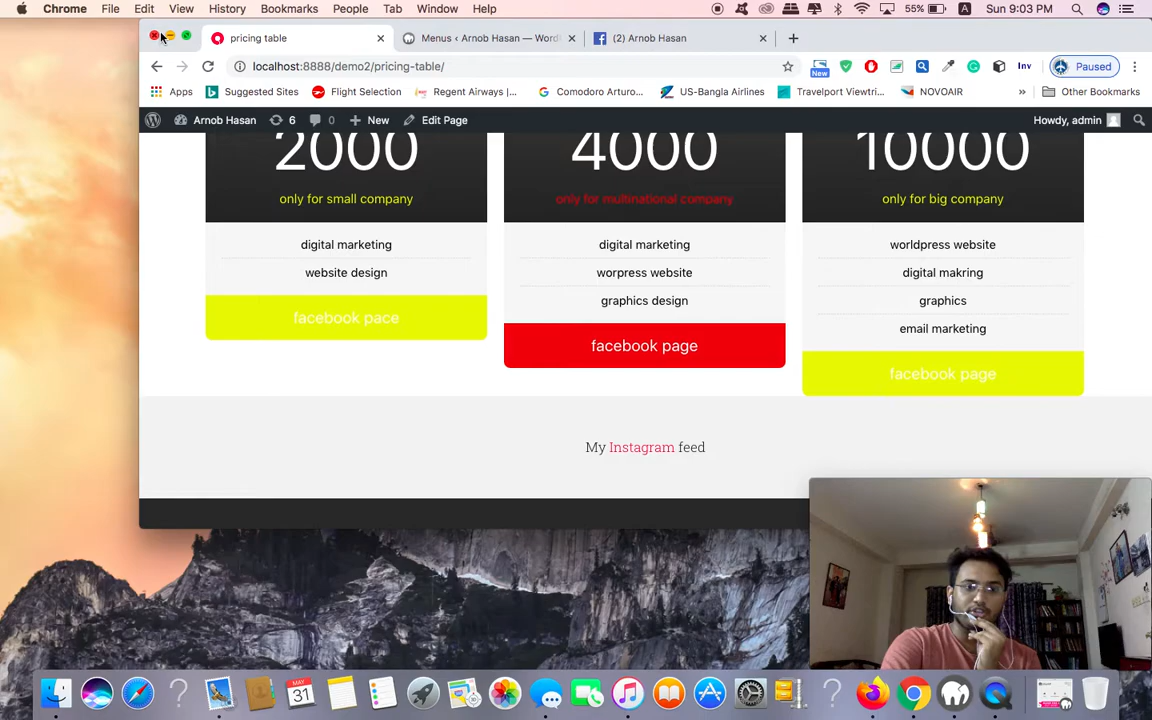 Chrome File Edit View History Bookmarks People Tab Window Help 55% A Sun 9:03 PM
pricing table Menus ‹ Arnob Hasan — Word (2) Arnob Hasan
localhost:8888/demo2/pricing-table/ New Inv Paused
Apps Suggested Sites Flight Selection Regent Airways |... Comodoro Arturo... US-Bangla Airlines Travelport Viewtri... NOVOAIR » Other Bookmarks
Arnob Hasan 6 0 New Edit Page Howdy, admin
2000 4000 10000
only for small company only for multinational company only for big company
digital marketing digital marketing worldpress website
website design worpress website digital makring
graphics design graphics
email marketing
facebook pace facebook page facebook page
My Instagram feed
MAY
31